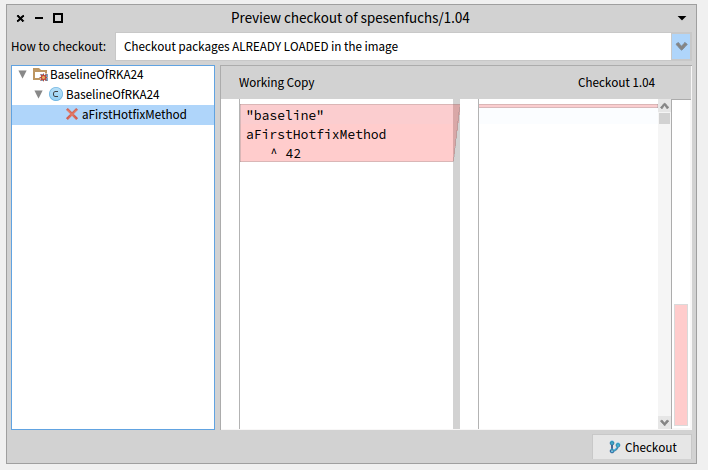 Preview checkout of spesenfuchs/1.04
How to checkout:
Checkout packages ALREADY LOADED in the image
BaselineOfRKA24
C BaselineOfRKA24
aFirstHotfixMethod
Working Copy
Checkout 1.04
"baseline"
aFirstHotfixMethod
^ 42
Checkout